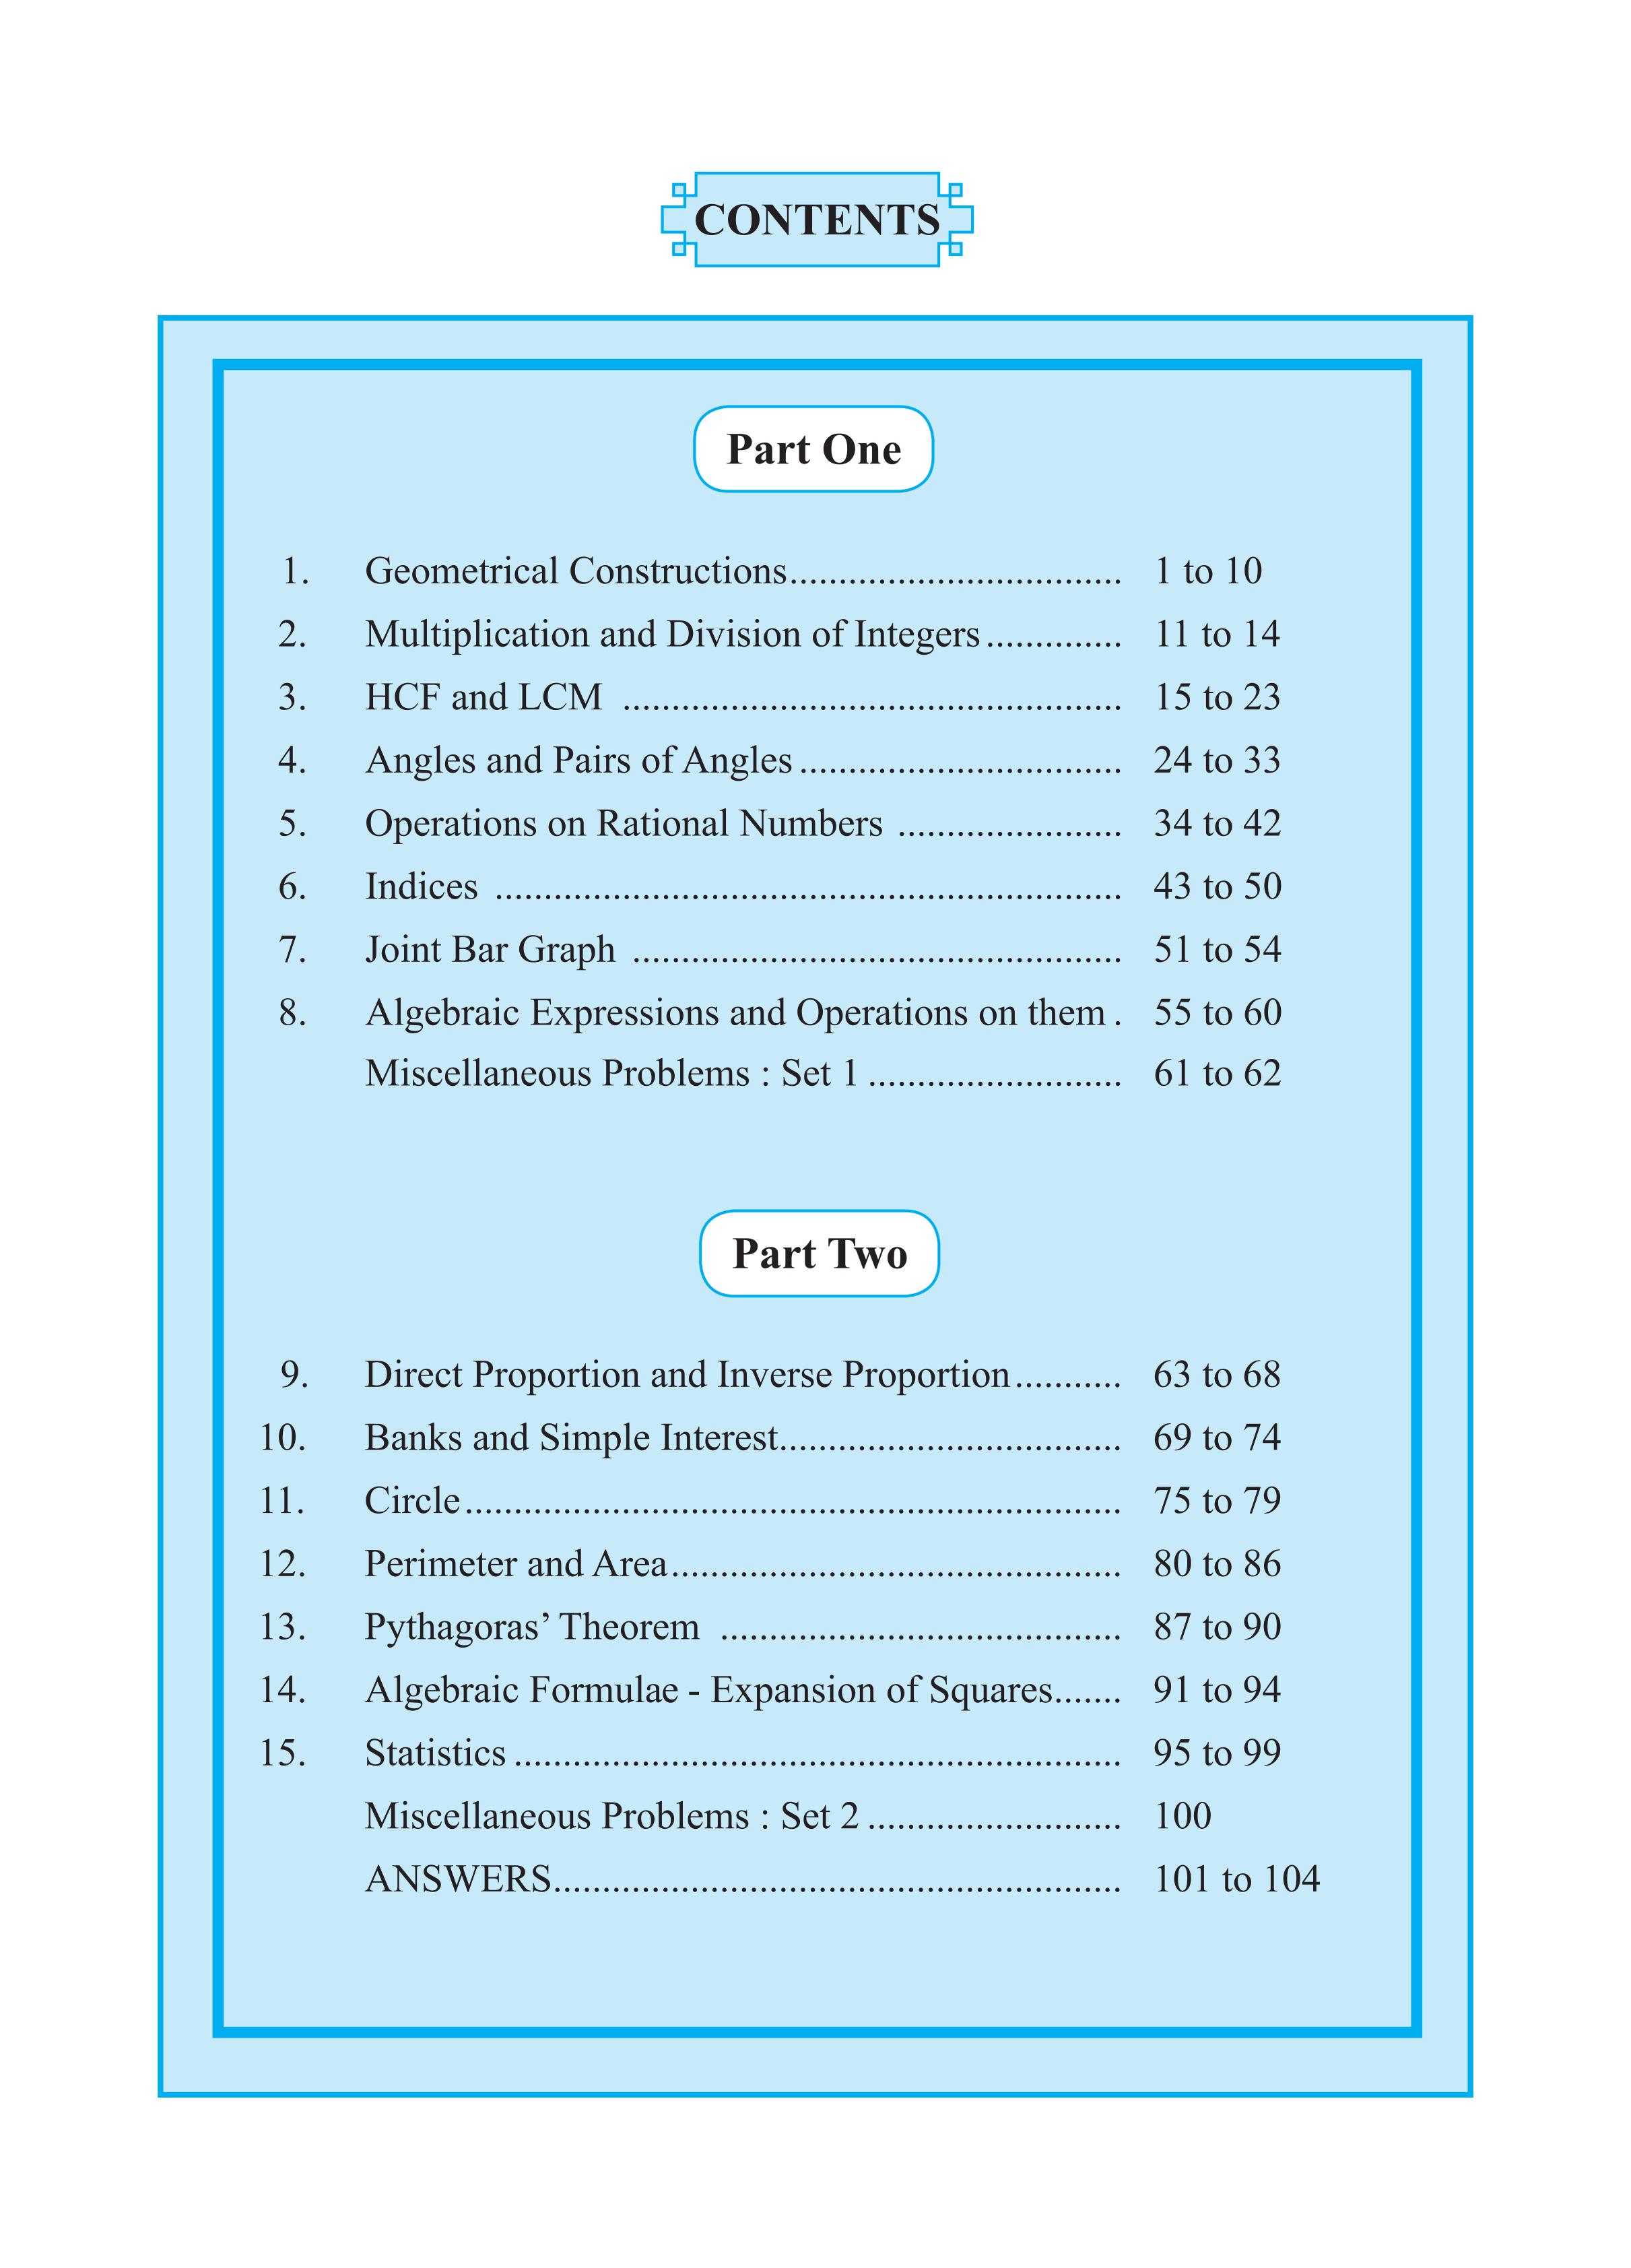 CONTENTS
Part One
1. Geometrical Constructions.................................. 1 to 10
2. Multiplication and Division of Integers.............. 11 to 14
3. HCF and LCM ................................................... 15 to 23
4. Angles and Pairs of Angles................................. 24 to 33
5. Operations on Rational Numbers ....................... 34 to 42
6. Indices ................................................................ 43 to 50
7. Joint Bar Graph .................................................. 51 to 54
8. Algebraic Expressions and Operations on them. 55 to 60
Miscellaneous Problems : Set 1.......................... 61 to 62
Part Two
9. Direct Proportion and Inverse Proportion........... 63 to 68
10. Banks and Simple Interest................................... 69 to 74
11. Circle................................................................... 75 to 79
12. Perimeter and Area.............................................. 80 to 86
13. Pythagoras’ Theorem ......................................... 87 to 90
14. Algebraic Formulae - Expansion of Squares....... 91 to 94
15. Statistics.............................................................. 95 to 99
Miscellaneous Problems : Set 2.......................... 100
ANSWERS.......................................................... 101 to 104